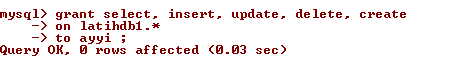 mysql> grant select, insert, update, delete, create
    -> on latihdb1.*
    -> to ayyi ;
Query OK, 0 rows affected (0.03 sec)